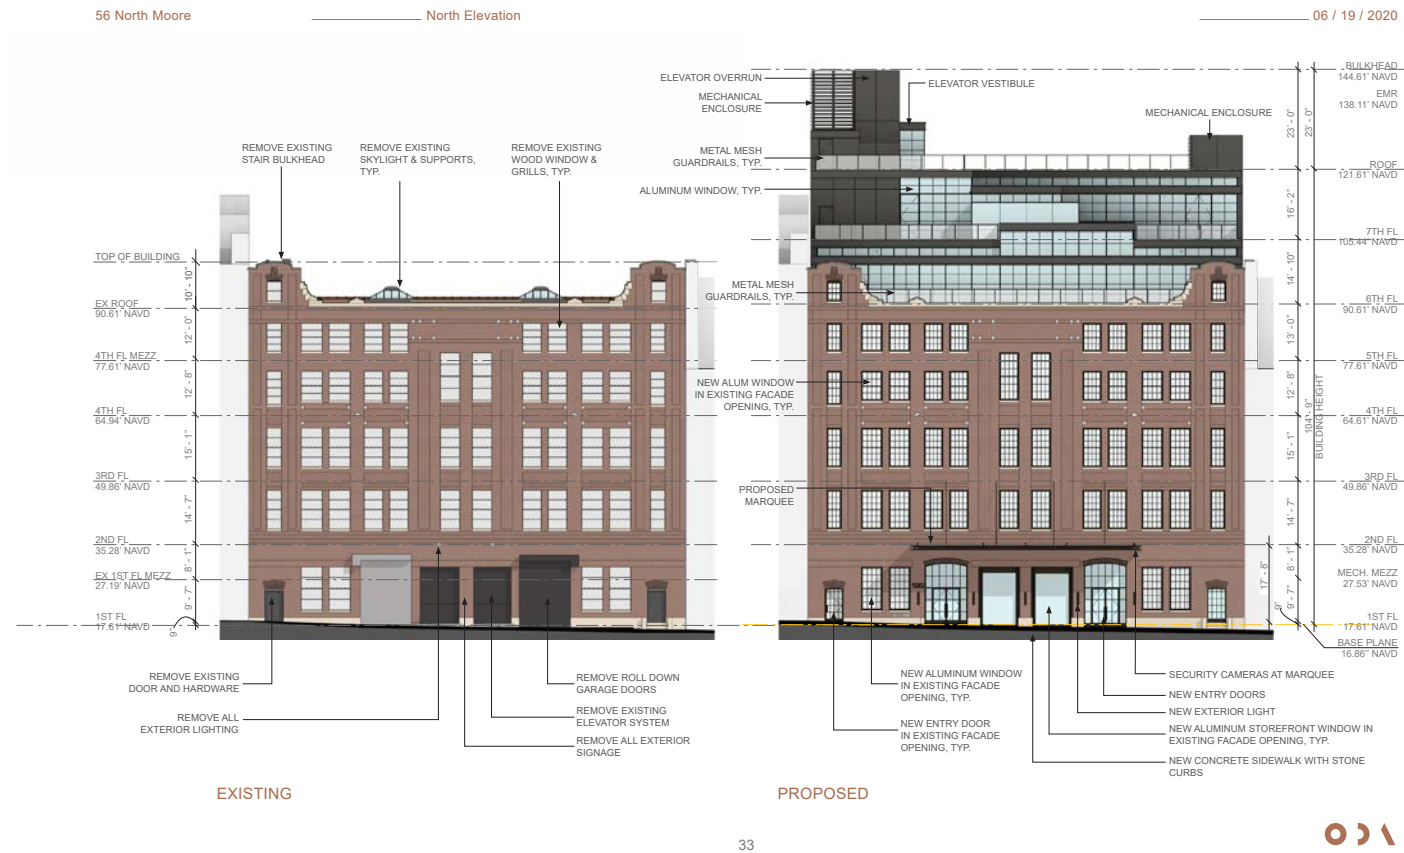 56 North Moore
North Elevation
06 / 19 / 2020
REMOVE EXISTING
STAIR BULKHEAD
REMOVE EXISTING
SKYLIGHT & SUPPORTS,
TYP.
REMOVE EXISTING
WOOD WINDOW &
GRILLS, TYP.
TOP OF BUILDING
10' - 10"
EX ROOF
90.61' NAVD
12' - 0"
4TH FL MEZZ
77.61' NAVD
12' - 8"
4TH FL
64.94' NAVD
15' - 1"
3RD FL
49.86' NAVD
14' - 7"
2ND FL
35.28' NAVD
8' - 1"
EX 1ST FL MEZZ
27.19' NAVD
9' - 7"
1ST FL
17.61' NAVD
9"
REMOVE EXISTING
DOOR AND HARDWARE
REMOVE ALL
EXTERIOR LIGHTING
REMOVE ROLL DOWN
GARAGE DOORS
REMOVE EXISTING
ELEVATOR SYSTEM
REMOVE ALL EXTERIOR
SIGNAGE
EXISTING
ELEVATOR OVERRUN
MECHANICAL
ENCLOSURE
METAL MESH
GUARDRAILS, TYP.
ALUMINUM WINDOW, TYP.
METAL MESH
GUARDRAILS, TYP.
NEW ALUM WINDOW
IN EXISTING FACADE
OPENING, TYP.
PROPOSED
MARQUEE
ELEVATOR VESTIBULE
MECHANICAL ENCLOSURE
BULKHEAD
144.61' NAVD
EMR
138.11' NAVD
23' - 0"
23' - 0"
ROOF
121.61' NAVD
16' - 2"
7TH FL
105.44' NAVD
14' - 10"
6TH FL
90.61' NAVD
13' - 0"
5TH FL
77.61' NAVD
12' - 8"
104' - 9"
BUILDING HEIGHT
4TH FL
64.61' NAVD
15' - 1"
3RD FL
49.86' NAVD
14' - 7"
2ND FL
35.28' NAVD
17' - 8"
8' - 1"
MECH. MEZZ
27.53' NAVD
9' - 7"
9"
1ST FL
17.61' NAVD
BASE PLANE
16.86" NAVD
NEW ALUMINUM WINDOW
IN EXISTING FACADE
OPENING, TYP.
NEW ENTRY DOOR
IN EXISTING FACADE
OPENING, TYP.
SECURITY CAMERAS AT MARQUEE
NEW ENTRY DOORS
NEW EXTERIOR LIGHT
NEW ALUMINUM STOREFRONT WINDOW IN
EXISTING FACADE OPENING, TYP.
NEW CONCRETE SIDEWALK WITH STONE
CURBS
PROPOSED
33
ODA